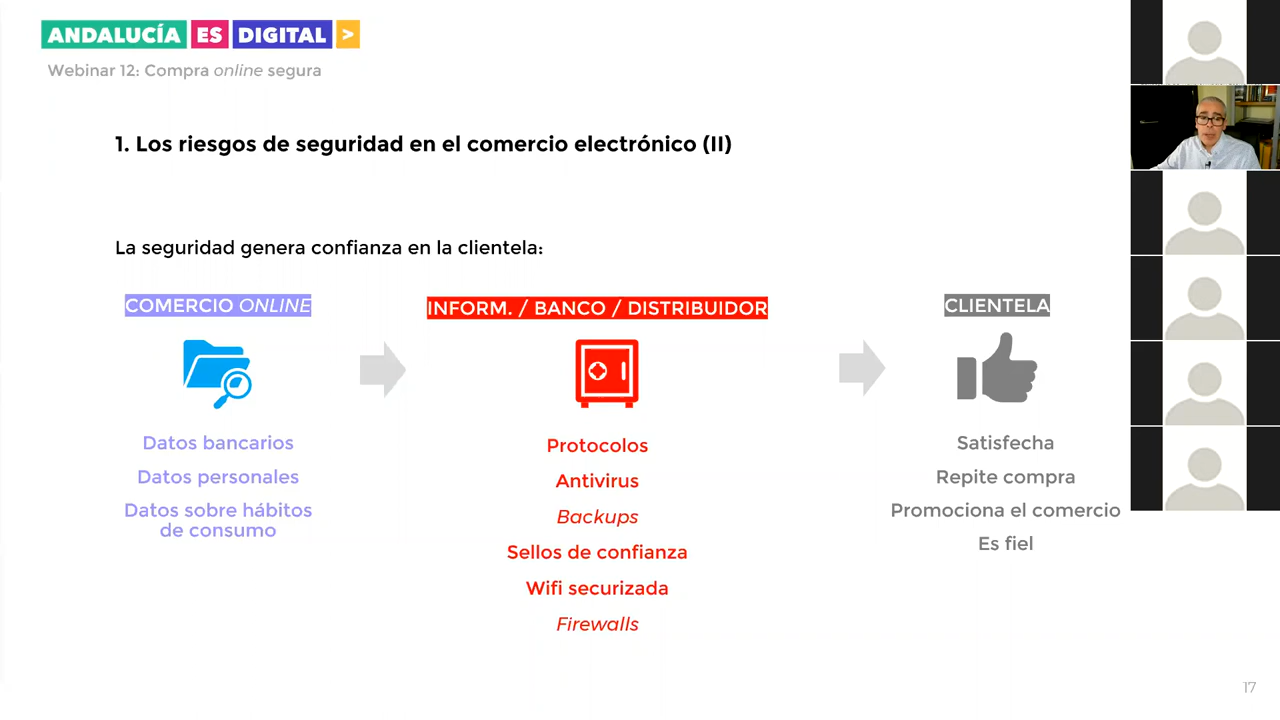 ANDALUCÍA ES DIGITAL >
Webinar 12: Compra online segura
1. Los riesgos de seguridad en el comercio electrónico (II)
La seguridad genera confianza en la clientela:
COMERCIO ONLINE
Datos bancarios
Datos personales
Datos sobre hábitos
de consumo
INFORM. / BANCO / DISTRIBUIDOR
Protocolos
Antivirus
Backups
Sellos de confianza
Wifi securizada
Firewalls
CLIENTELA
Satisfecha
Repite compra
Promociona el comercio
Es fiel
17